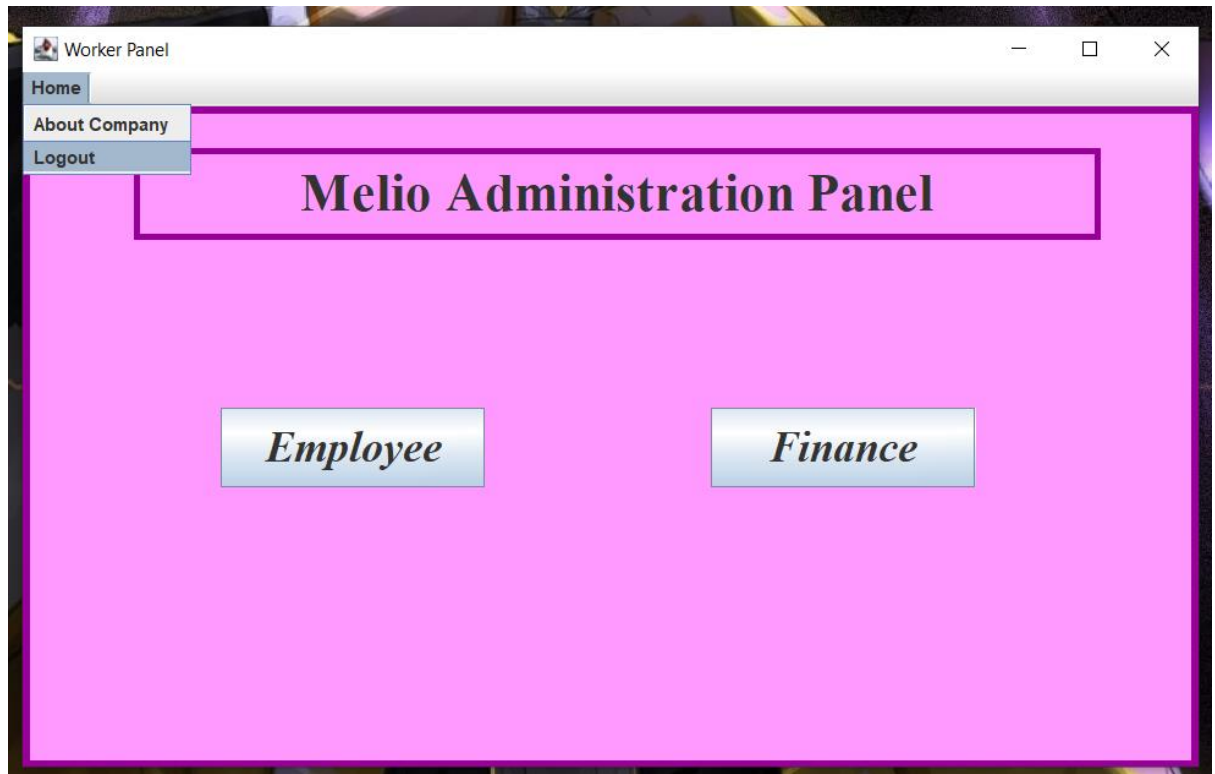 Worker Panel
Home
About Company
Logout
Melio Administration Panel
Employee
Finance